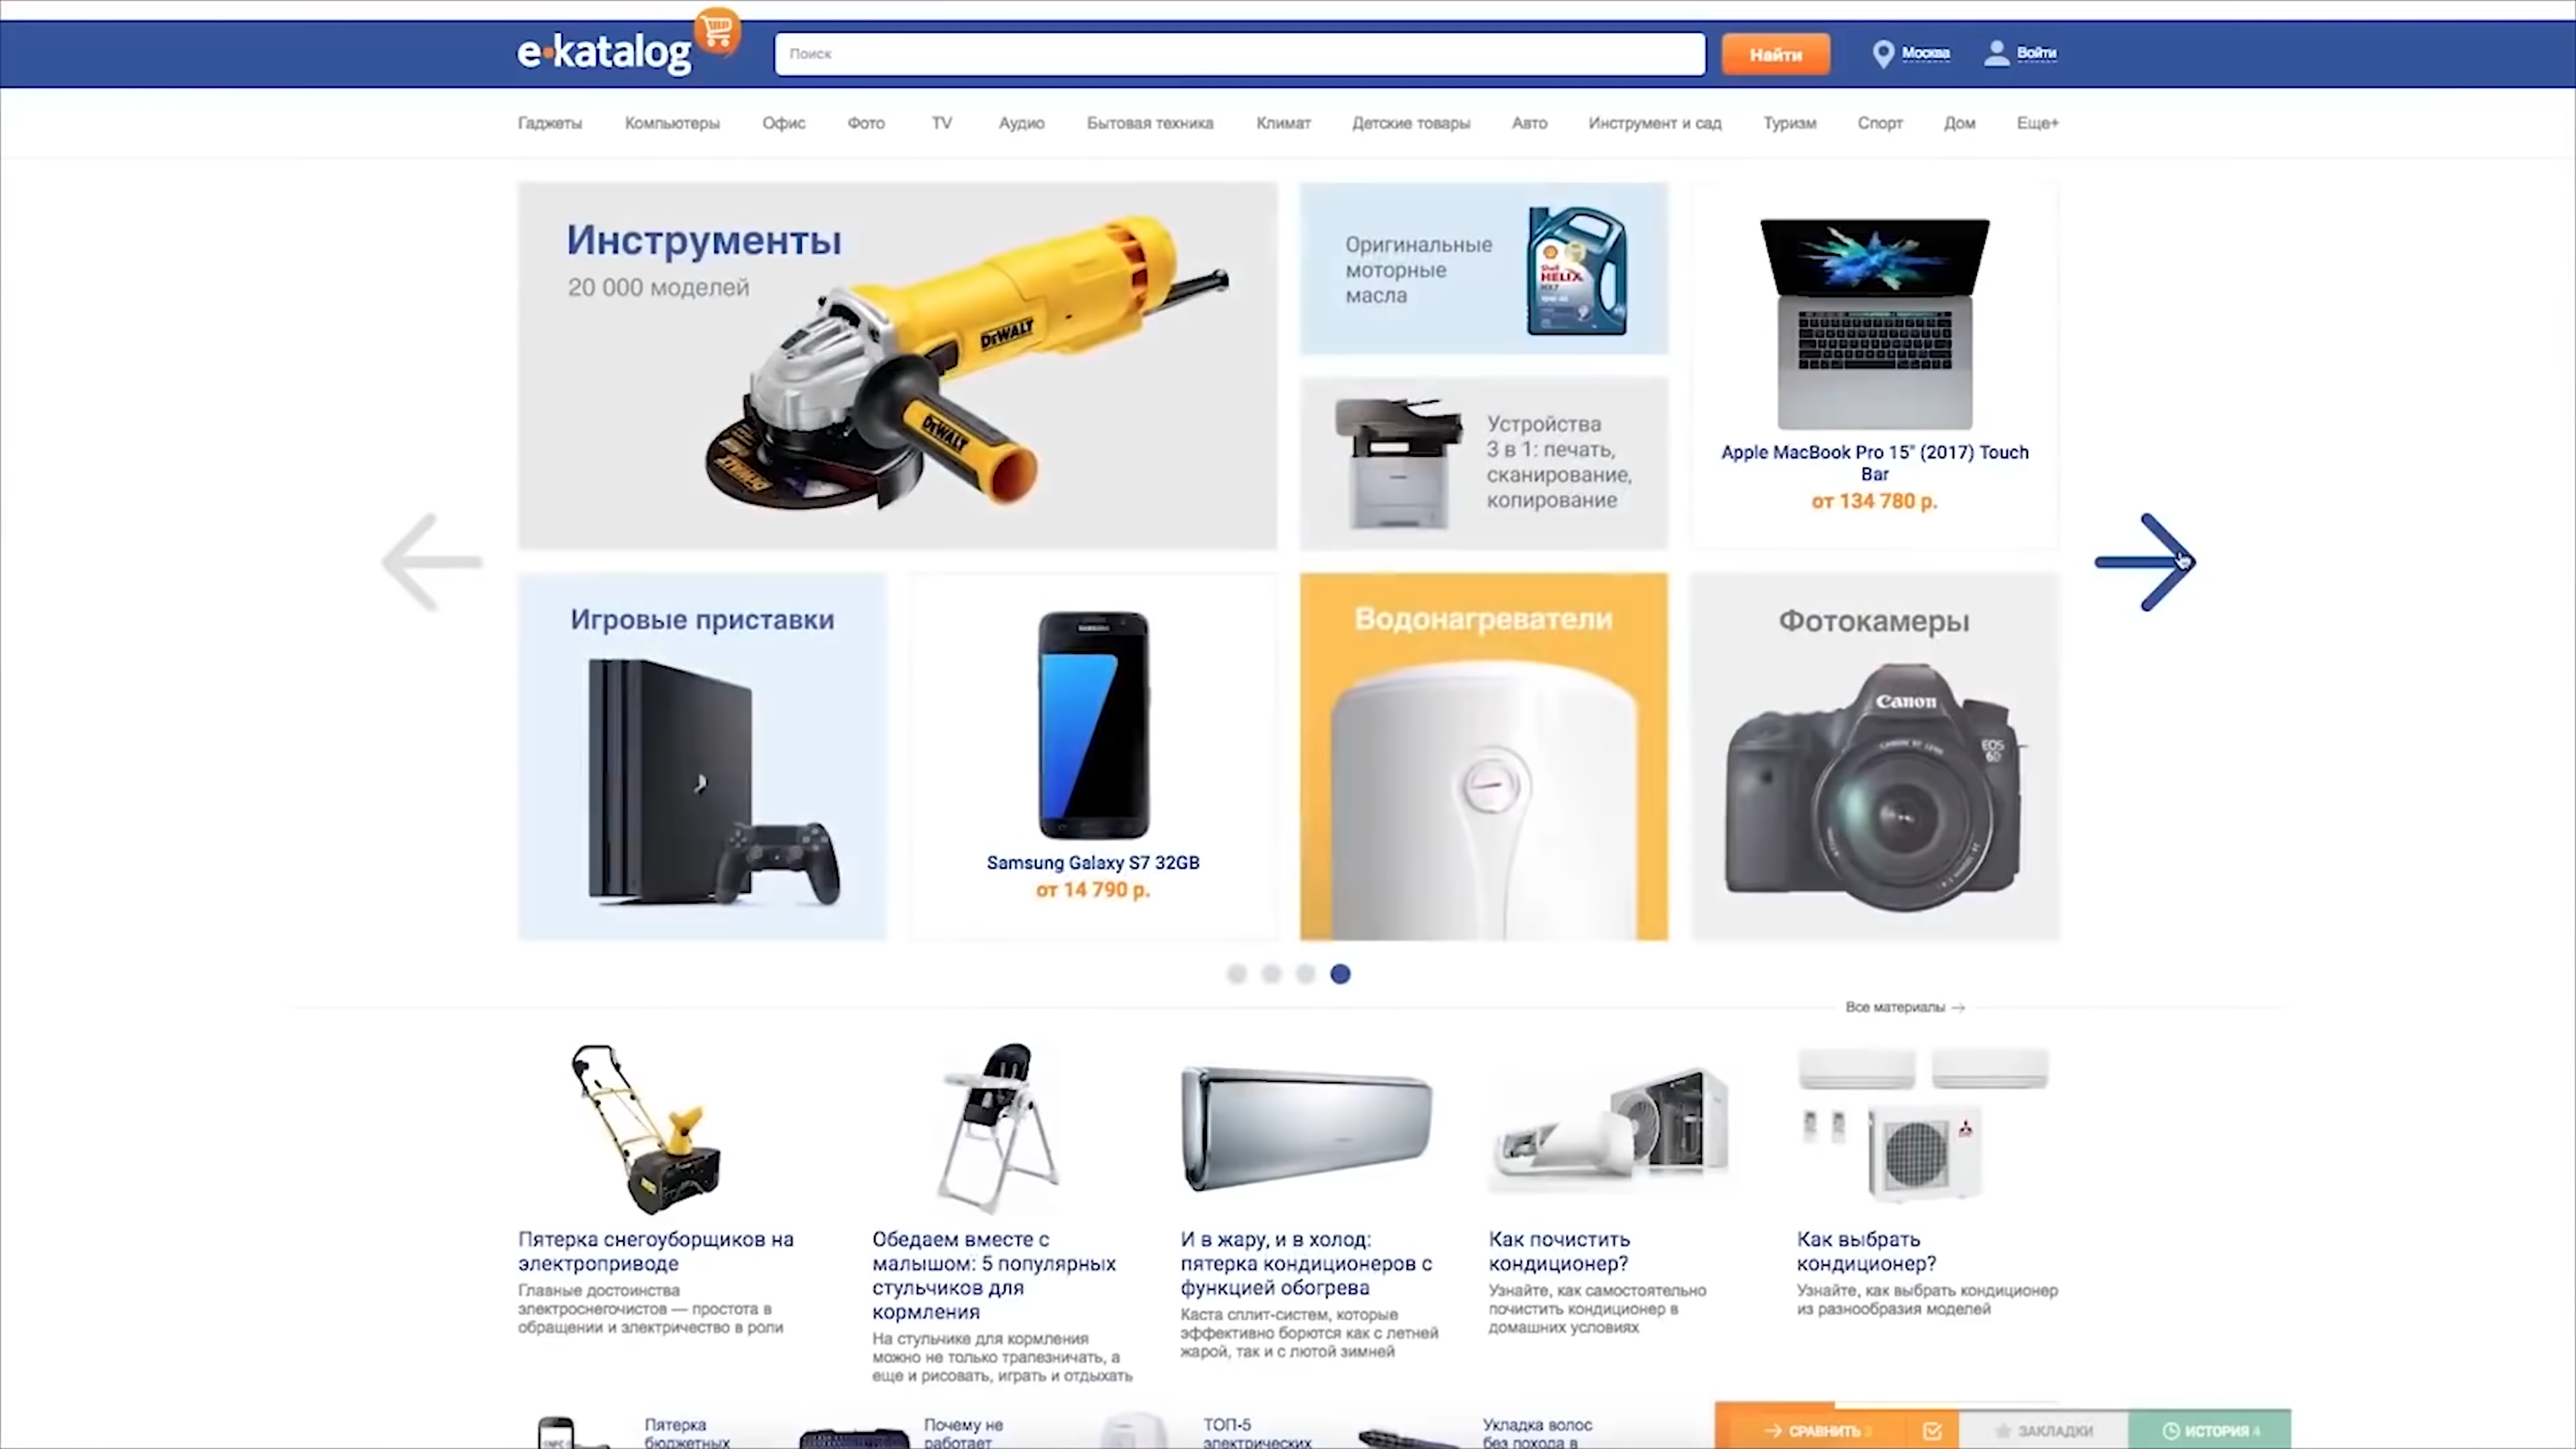 e·katalog
Поиск
Найти
Москва
Войти
Гаджеты Компьютеры Офис Фото TV Аудио Бытовая техника Климат Детские товары Авто Инструмент и сад Туризм Спорт Дом Еще+
Инструменты
20 000 моделей
DEWALT
DEWALT
Оригинальные
моторные
масла
Shell
HELIX
HX7
Устройства
3 в 1: печать,
сканирование,
копирование
Apple MacBook Pro 15" (2017) Touch
Bar
от 134 780 р.
Игровые приставки
SAMSUNG
Samsung Galaxy S7 32GB
от 14 790 р.
Водонагреватели
Фотокамеры
Canon
EOS
6D
Все материалы →
Пятерка снегоуборщиков на
электроприводе
Главные достоинства
электроснегочистов — простота в
обращении и электричество в роли
Обедаем вместе с
малышом: 5 популярных
стульчиков для
кормления
На стульчике для кормления
можно не только трапезничать, а
еще и рисовать, играть и отдыхать
И в жару, и в холод:
пятерка кондиционеров с
функцией обогрева
Каста сплит-систем, которые
эффективно борются как с летней
жарой, так и с лютой зимней
Как почистить
кондиционер?
Узнайте, как самостоятельно
почистить кондиционер в
домашних условиях
Как выбрать
кондиционер?
Узнайте, как выбрать кондиционер
из разнообразия моделей
Пятерка
бюджетных
Почему не
работает
ТОП-5
электрических
Укладка волос
без похода в
→ СРАВНИТЬ 3
ЗАКЛАДКИ
ИСТОРИЯ 4